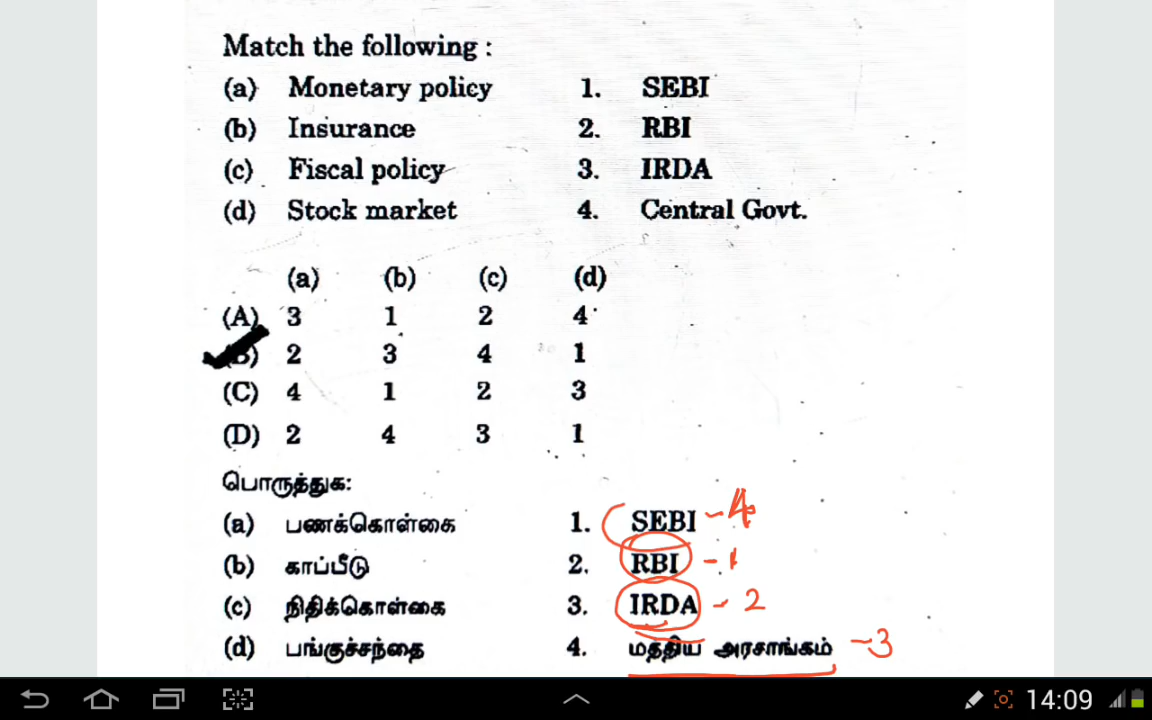 Match the following :
(a) Monetary policy 1. SEBI
(b) Insurance 2. RBI
(c) Fiscal policy 3. IRDA
(d) Stock market 4. Central Govt.
(a) (b) (c) (d)
(A) 3 1 2 4
(B) 2 3 4 1
(C) 4 1 2 3
(D) 2 4 3 1
பொருத்துக:
(a) பணக்கொள்கை 1. SEBI - 4
(b) காப்பீடு 2. RBI - 1
(c) நிதிக்கொள்கை 3. IRDA - 2
(d) பங்குச்சந்தை 4. மத்திய அரசாங்கம் - 3
14:09